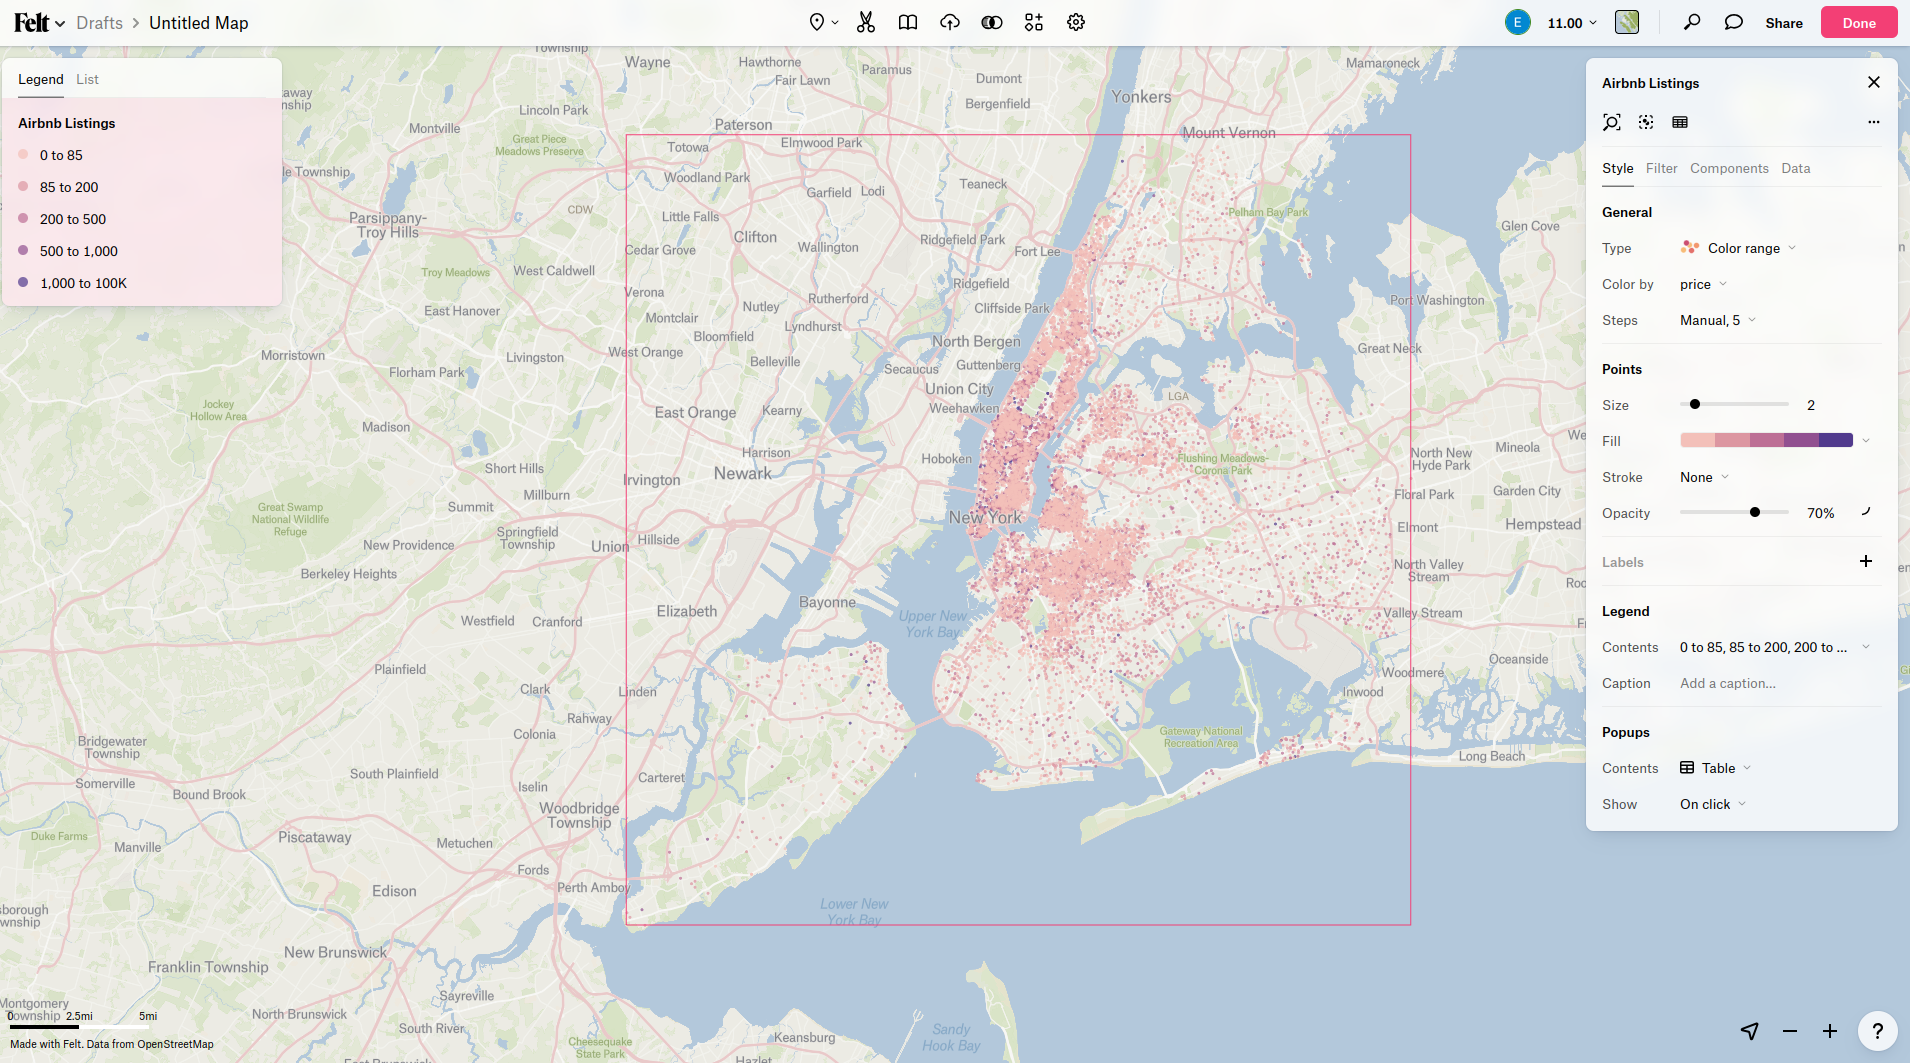 Felt
Drafts
Untitled Map
E
11.00
Share
Done
Legend
List
Airbnb Listings
0 to 85
85 to 200
200 to 500
500 to 1,000
1,000 to 100K
Airbnb Listings
Style
Filter
Components
Data
General
Type
Color range
Color by
price
Steps
Manual, 5
Points
Size
2
Fill
Stroke
None
Opacity
70%
Labels
Legend
Contents
0 to 85, 85 to 200, 200 to ...
Caption
Add a caption...
Popups
Contents
Table
Show
On click
Township
Wayne
Hawthorne
Fair Lawn
Paramus
Dumont
Bergenfield
Yonkers
Mamaroneck
Lincoln Park
Montville
Great Piece
Meadows Preserve
Paterson
Totowa
Elmwood Park
Mount Vernon
le Township
Woodland Park
Garfield
Lodi
Teaneck
CDW
Little Falls
Parsippany-
Troy Hills
Pelham Bay Park
Glen Cove
Cedar Grove
Clifton
Wallington
Ridgefield Park
Fort Lee
Troy Meadows
West Caldwell
Verona
Rutherford
Ridgefield
Port Washington
East Hanover
Montclair
Nutley
Lyndhurst
Cliffside Park
Bloomfield
North Bergen
Great Neck
Morristown
Livingston
West Orange
Belleville
Secaucus
Guttenberg
Florham Park
Union City
LGA
Jockey
Hollow Area
East Orange
Kearny
Weehawken
Madison
Harrison
Hoboken
Flushing Meadows-
Corona Park
North New
Hyde Park
Mineola
We
Short Hills
Irvington
Newark
Millburn
Floral Park
Garden City
Great Swamp
National Wildlife
Refuge
Summit
New York
Springfield
Township
Union
Hillside
Elmont
Hempstead
New Providence
Berkeley Heights
North Valley
Stream
Roo
Elizabeth
Bayonne
Upper New
York Bay
Westfield
Cranford
Valley Stream
Plainfield
Clark
Linden
Oceanside
Woodmere
Inwood
Rahway
Colonia
Bridgewater
Township
Gateway National
Recreation Area
Long Beach
Somerville
Bound Brook
South Plainfield
Iselin
Carteret
Woodbridge
Township
Duke Farms
Manville
Piscataway
Metuchen
Fords
Perth Amboy
Edison
Lower New
York Bay
sborough
wnship
New Brunswick
Franklin Township
Sayreville
Montgomery
Township
North Brunswick
South River
Cheesequake
State Park
Keansburg
Hazlet
Sandy
Hook Bay
0
2.5mi
5mi
Made with Felt. Data from OpenStreetMap
?